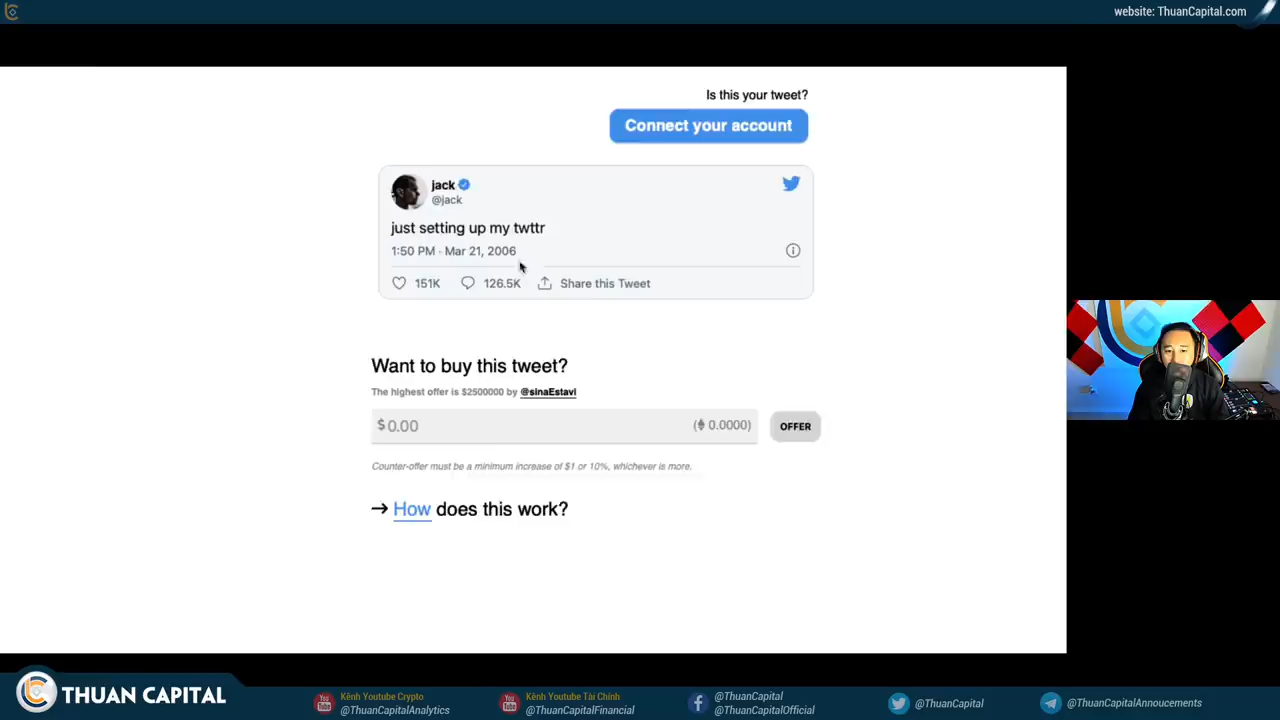 website: ThuanCapital.com
Is this your tweet?
Connect your account
jack
@jack
just setting up my twttr
1:50 PM · Mar 21, 2006
151K 126.5K Share this Tweet
Want to buy this tweet?
The highest offer is $2500000 by @sinaEstavi
$0.00 (0.0000) OFFER
Counter-offer must be a minimum increase of $1 or 10%, whichever is more.
→ How does this work?
THUAN CAPITAL
You Tube
Kênh Youtube Crypto
@ThuanCapitalAnalytics
You Tube
Kênh Youtube Tài Chính
@ThuanCapitalFinancial
@ThuanCapital
@ThuanCapitalOfficial
@ThuanCapital
@ThuanCapitalAnnoucements